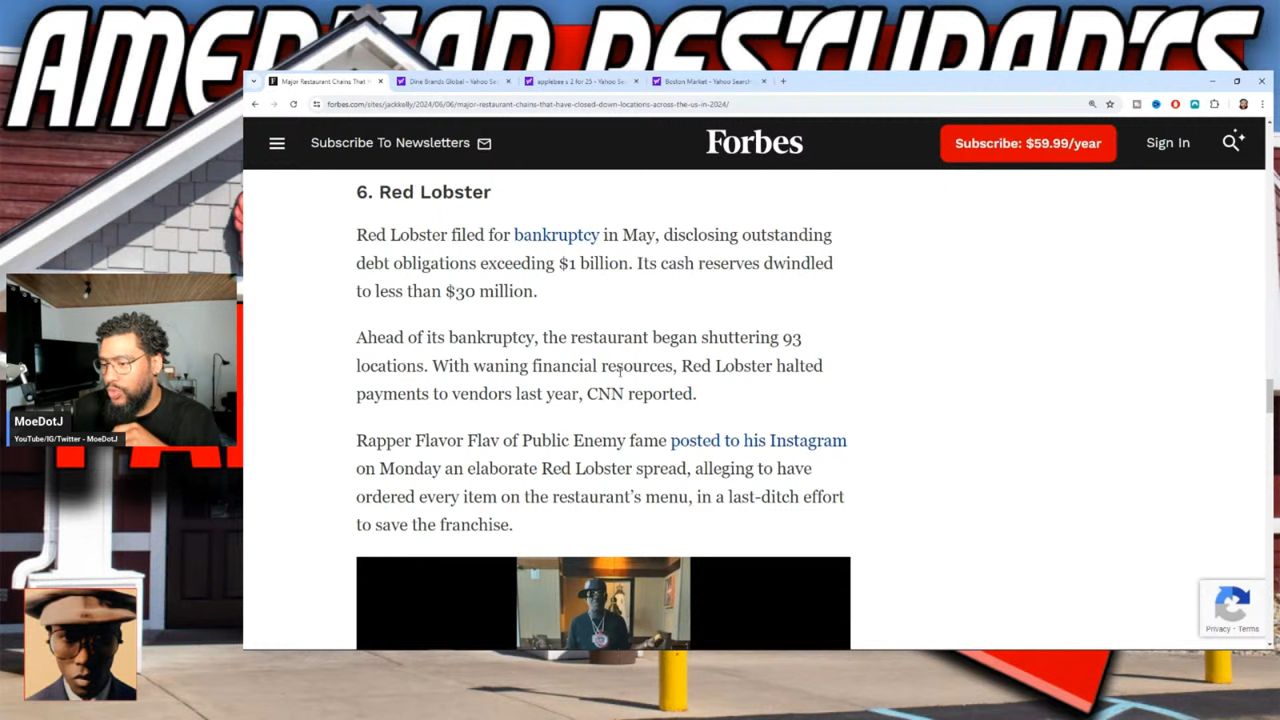 AMERICAN RESTURANTS
Major Restaurant Chains That
Dine Brands Global - Yahoo Sea
applebee s 2 for 25 - Yahoo Sea
Boston Market - Yahoo Search
forbes.com/sites/jackkelly/2024/06/06/major-restaurant-chains-that-have-closed-down-locations-across-the-us-in-2024/
Subscribe To Newsletters
Forbes
Subscribe: $59.99/year
Sign In
6. Red Lobster
Red Lobster filed for bankruptcy in May, disclosing outstanding
debt obligations exceeding $1 billion. Its cash reserves dwindled
to less than $30 million.
Ahead of its bankruptcy, the restaurant began shuttering 93
locations. With waning financial resources, Red Lobster halted
payments to vendors last year, CNN reported.
Rapper Flavor Flav of Public Enemy fame posted to his Instagram
on Monday an elaborate Red Lobster spread, alleging to have
ordered every item on the restaurant's menu, in a last-ditch effort
to save the franchise.
MoeDotJ
YouTube/IG/Twitter - MoeDotJ
Privacy - Terms